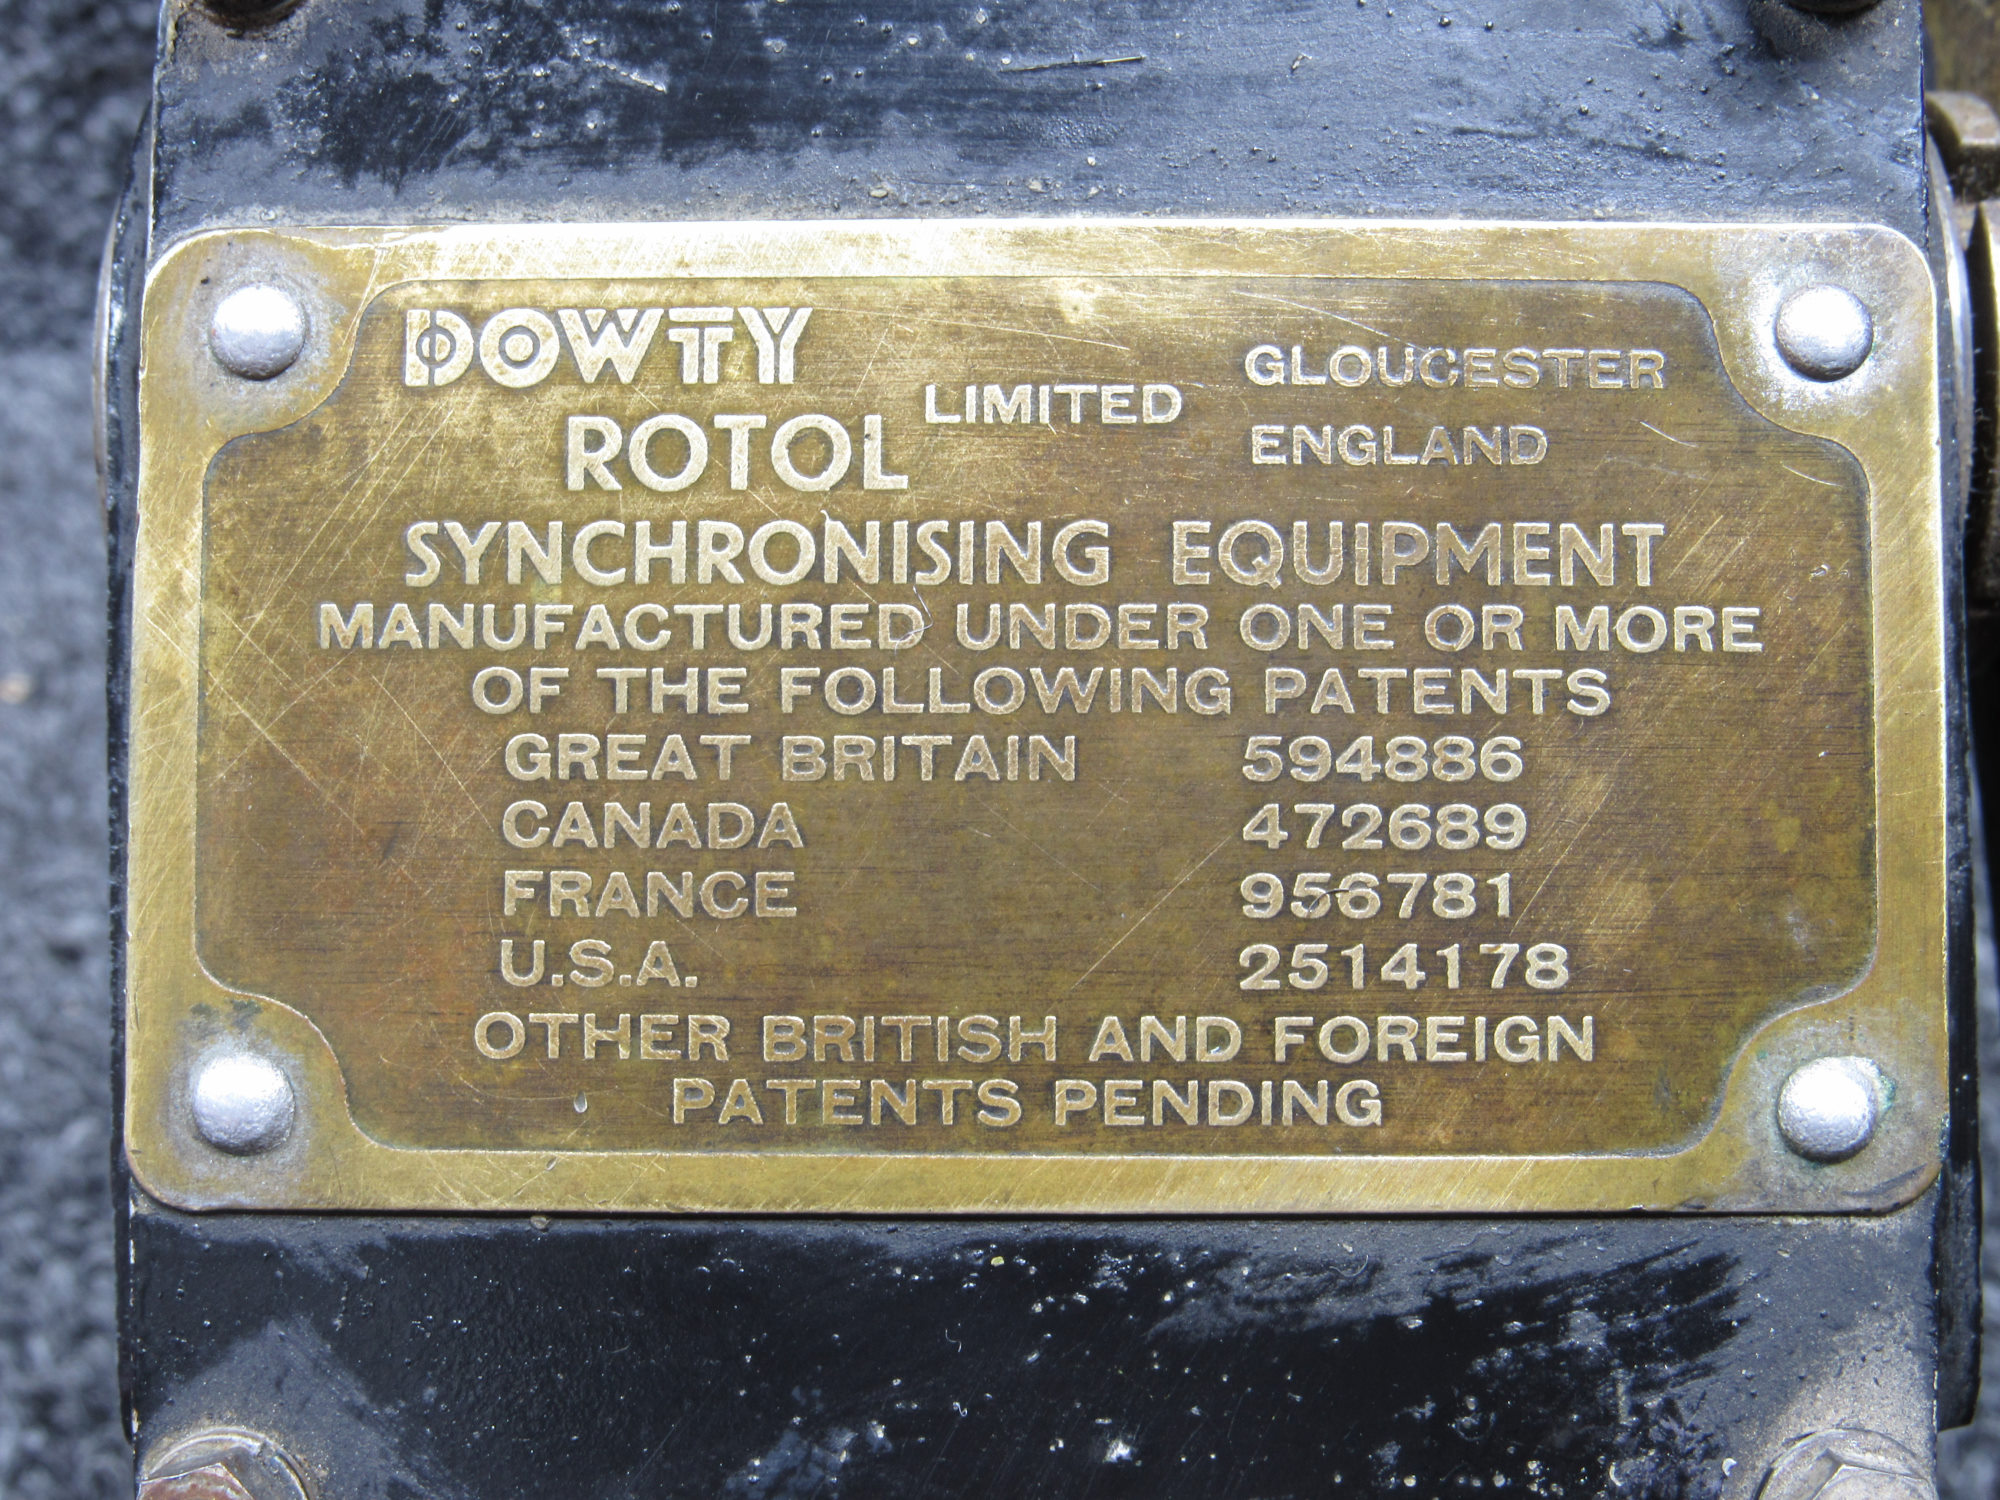 DOWTY
ROTOL LIMITED
GLOUCESTER
ENGLAND
SYNCHRONISING EQUIPMENT
MANUFACTURED UNDER ONE OR MORE
OF THE FOLLOWING PATENTS
GREAT BRITAIN 594886
CANADA 472689
FRANCE 956781
U.S.A. 2514178
OTHER BRITISH AND FOREIGN
PATENTS PENDING